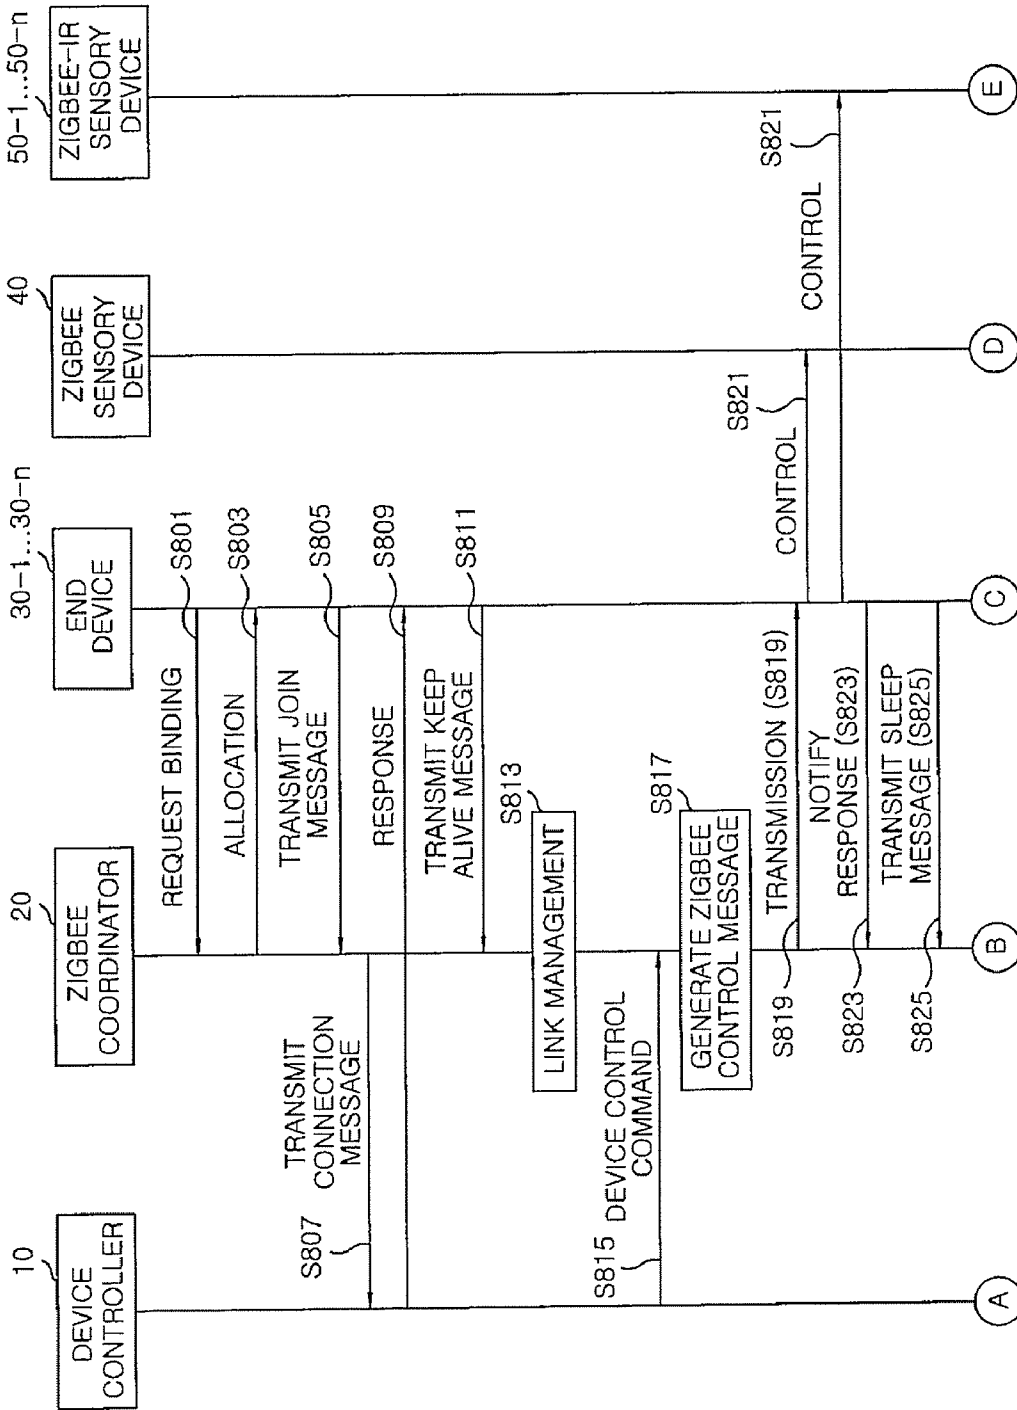 10
DEVICE
CONTROLLER
20
ZIGBEE
COORDINATOR
30-1...30-n
END
DEVICE
40
ZIGBEE
SENSORY
DEVICE
50-1...50-n
ZIGBEE-IR
SENSORY
DEVICE
REQUEST BINDING
S801
ALLOCATION
S803
TRANSMIT JOIN
MESSAGE
S805
S807
TRANSMIT
CONNECTION
MESSAGE
RESPONSE
S809
TRANSMIT KEEP
ALIVE MESSAGE
S811
S813
LINK MANAGEMENT
S815
DEVICE CONTROL
COMMAND
S817
GENERATE ZIGBEE
CONTROL MESSAGE
S819
TRANSMISSION (S819)
CONTROL
S821
CONTROL
S821
S823
NOTIFY
RESPONSE (S823)
S825
TRANSMIT SLEEP
MESSAGE (S825)
A
B
C
D
E